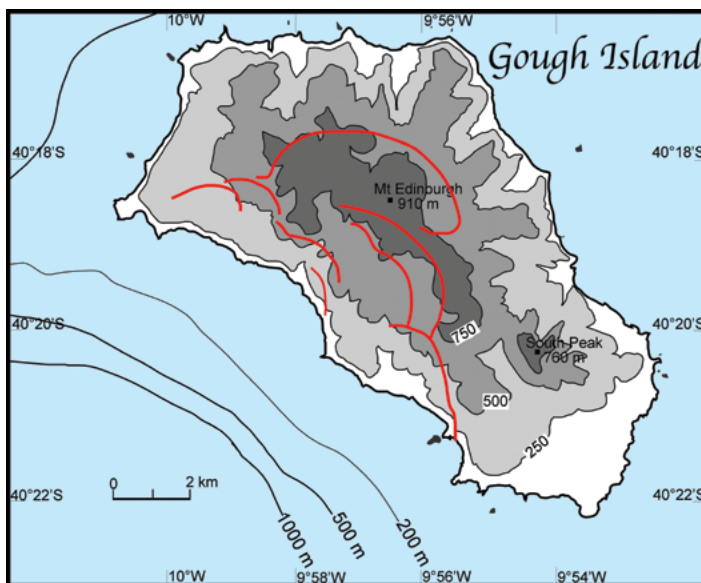 10°W
9°56'W
Gough Island
40°18'S
40°18'S
Mt Edinburgh
910 m
40°20'S
40°20'S
750
South Peak
760 m
500
250
0
2 km
40°22'S
40°22'S
1000 m
500 m
200 m
10°W
9°58'W
9°56'W
9°54'W